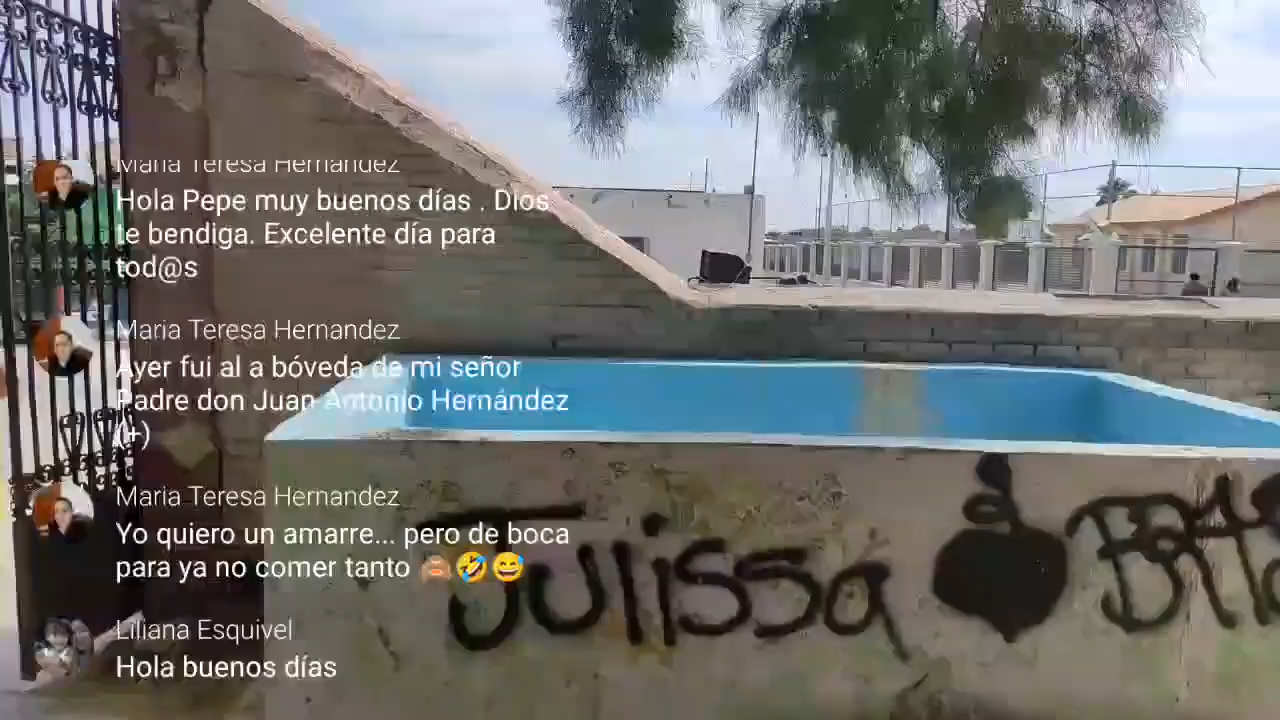 Maria Teresa Hernandez
Hola Pepe muy buenos días . Dios
te bendiga. Excelente día para
tod@s
Maria Teresa Hernandez
Ayer fui al a bóveda de mi señor
Padre don Juan Antonio Hernández
(+)
Maria Teresa Hernandez
Yo quiero un amarre... pero de boca
para ya no comer tanto 🙈🤣😅
Liliana Esquivel
Hola buenos días
Julissa